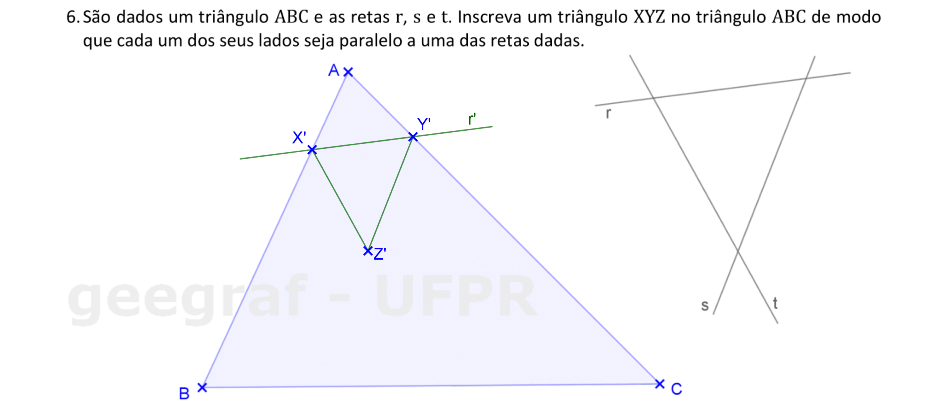 6. São dados um triângulo ABC e as retas r, s e t. Inscreva um triângulo XYZ no triângulo ABC de modo
que cada um dos seus lados seja paralelo a uma das retas dadas.
A
X'
Y'
r'
r
Z'
geegraf - UFPR
s
t
B
C